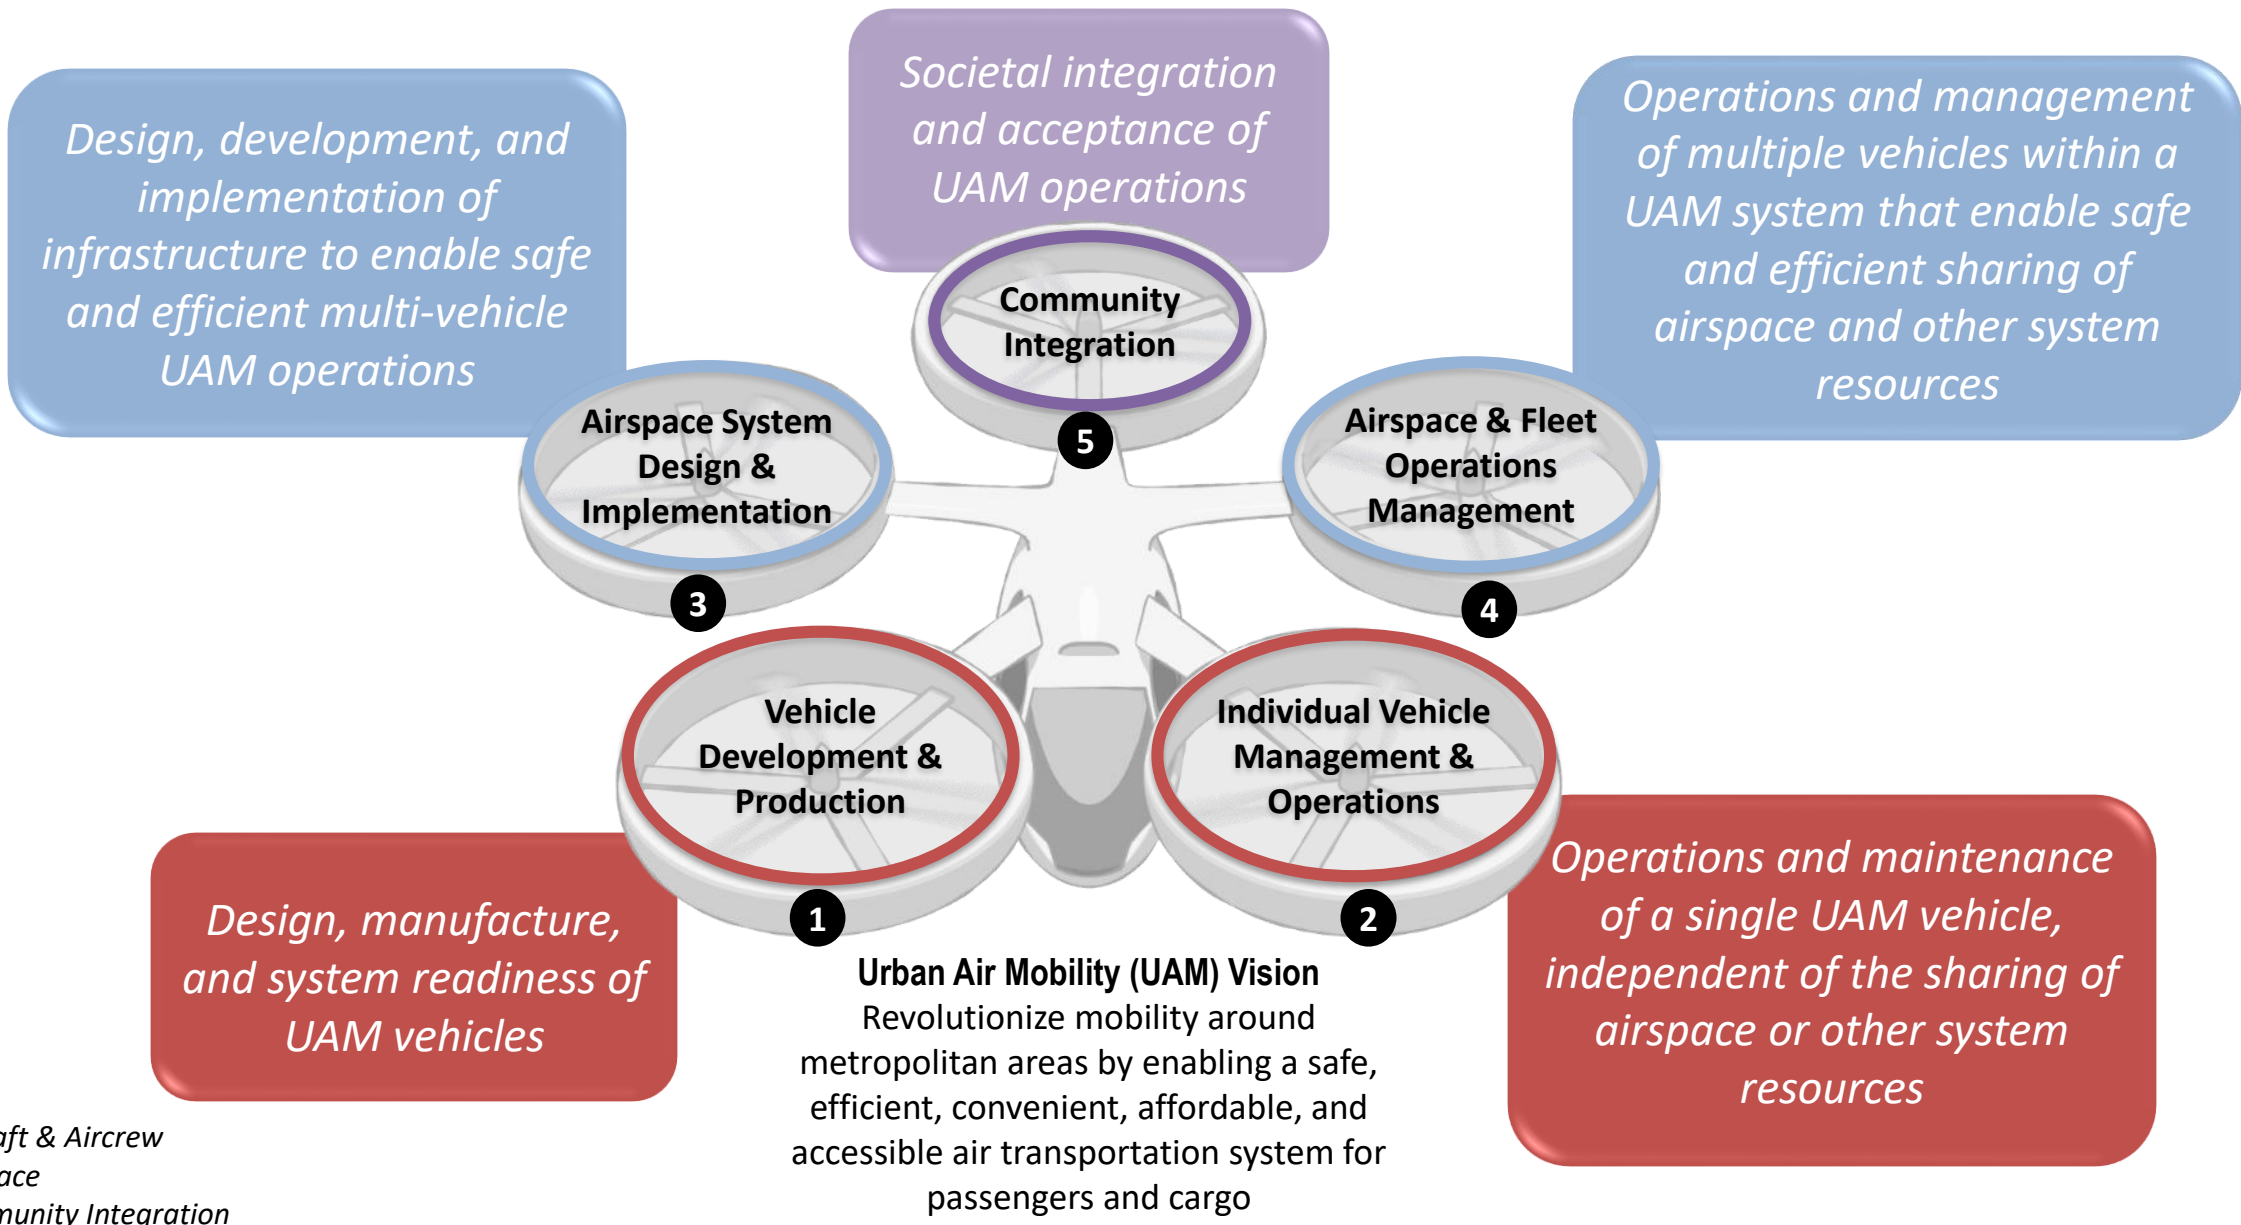 Societal integration
and acceptance of
UAM operations
Design, development, and
implementation of
infrastructure to enable safe
and efficient multi-vehicle
UAM operations
Operations and management
of multiple vehicles within a
UAM system that enable safe
and efficient sharing of
airspace and other system
resources
Community
Integration
5
Airspace System
Design &
Implementation
3
Airspace & Fleet
Operations
Management
4
Vehicle
Development &
Production
1
Individual Vehicle
Management &
Operations
2
Design, manufacture,
and system readiness of
UAM vehicles
Operations and maintenance
of a single UAM vehicle,
independent of the sharing of
airspace or other system
resources
Urban Air Mobility (UAM) Vision
Revolutionize mobility around
metropolitan areas by enabling a safe,
efficient, convenient, affordable, and
accessible air transportation system for
passengers and cargo
& Aircrew
Integration